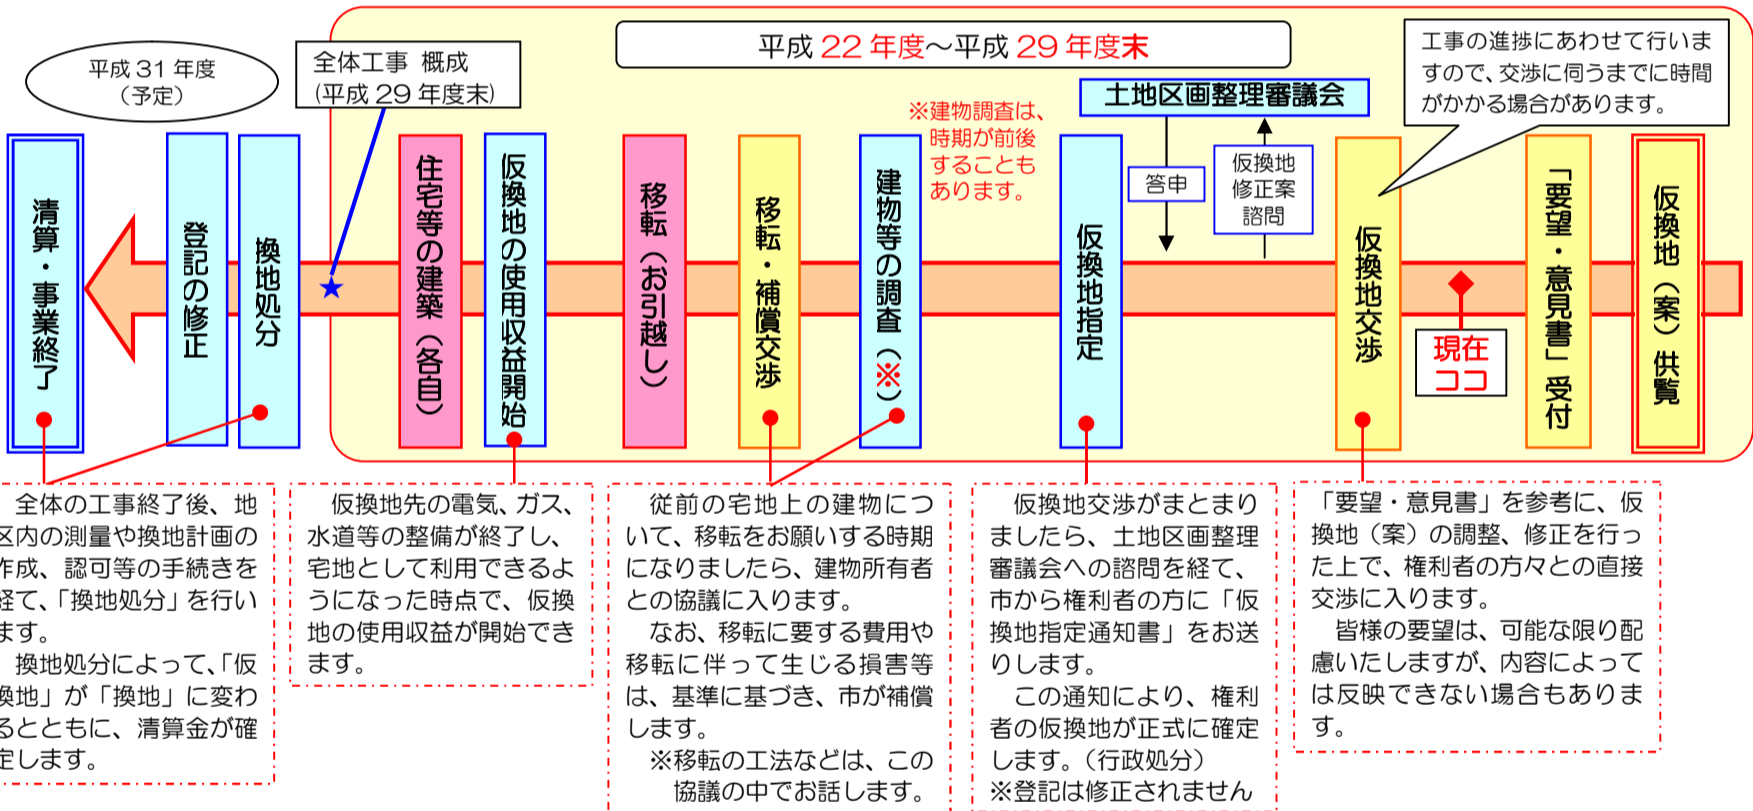 平成 22 年度~平成 29 年度末
平成 31 年度
(予定)
全体工事 概成
(平成 29 年度末)
工事の進捗にあわせて行いま
すので、交渉に伺うまでに時間
がかかる場合があります。
土地区画整理審議会
※建物調査は、
時期が前後
することも
あります。
答申
仮換地
修正案
諮問
仮換地(案)供覧
「要望・意見書」受付
現在
ココ
仮換地交渉
仮換地指定
建物等の調査(※)
移転・補償交渉
移転(お引越し)
仮換地の使用収益開始
住宅等の建築(各自)
換地処分
登記の修正
清算・事業終了
「要望・意見書」を参考に、仮
換地(案)の調整、修正を行っ
た上で、権利者の方々との直接
交渉に入ります。
皆様の要望は、可能な限り配
慮いたしますが、内容によって
は反映できない場合もありま
す。
仮換地交渉がまとまり
ましたら、土地区画整理
審議会への諮問を経て、
市から権利者の方に「仮
換地指定通知書」をお送
りします。
この通知により、権利
者の仮換地が正式に確定
します。(行政処分)
※登記は修正されません
従前の宅地上の建物につ
いて、移転をお願いする時期
になりましたら、建物所有者
との協議に入ります。
なお、移転に要する費用や
移転に伴って生じる損害等
は、基準に基づき、市が補償
します。
※移転の工法などは、この
協議の中でお話します。
仮換地先の電気、ガス、
水道等の整備が終了し、
宅地として利用できるよ
うになった時点で、仮換
地の使用収益が開始でき
ます。
全体の工事終了後、地
区内の測量や換地計画の
作成、認可等の手続きを
経て、「換地処分」を行い
ます。
換地処分によって、「仮
換地」が「換地」に変わ
るとともに、清算金が確
定します。